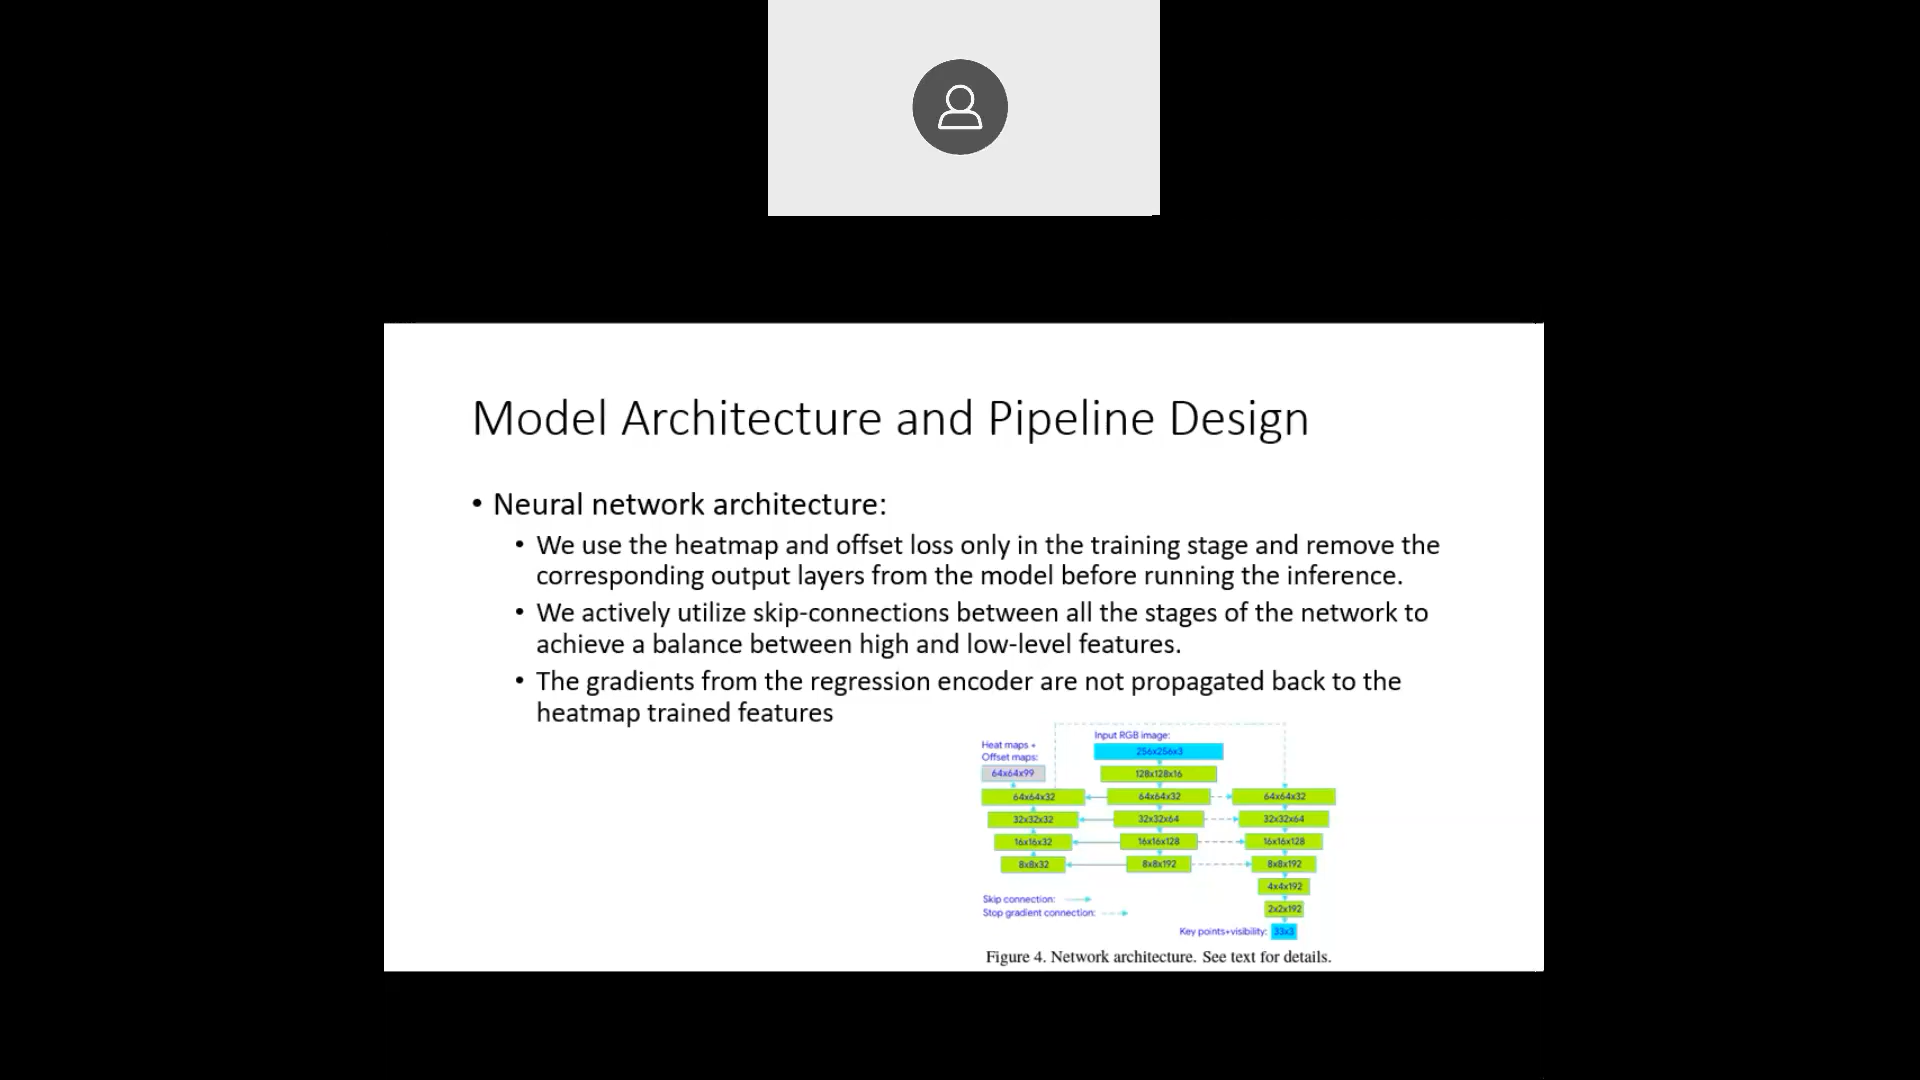 Model Architecture and Pipeline Design
• Neural network architecture:
• We use the heatmap and offset loss only in the training stage and remove the
corresponding output layers from the model before running the inference.
• We actively utilize skip-connections between all the stages of the network to
achieve a balance between high and low-level features.
• The gradients from the regression encoder are not propagated back to the
heatmap trained features
Heat maps +
Offset maps:
64x64x99
64x64x32
32x32x32
16x16x32
8x8x32
Input RGB image:
256x256x3
128x128x16
64x64x32
32x32x64
16x16x128
8x8x192
64x64x32
32x32x64
16x16x128
8x8x192
4x4x192
2x2x192
Skip connection:
Stop gradient connection:
Key points+visibility: 33x3
Figure 4. Network architecture. See text for details.